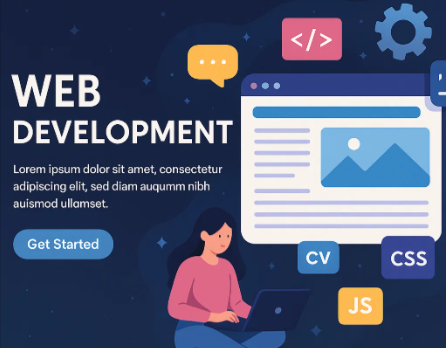 WEB
DEVELOPMENT
Lorem ipsum dolor sit amet, consectetur
adipiscing elit, sed diam auqumm nibh
auismod ullamset.
Get Started
</>
CV
CSS
JS